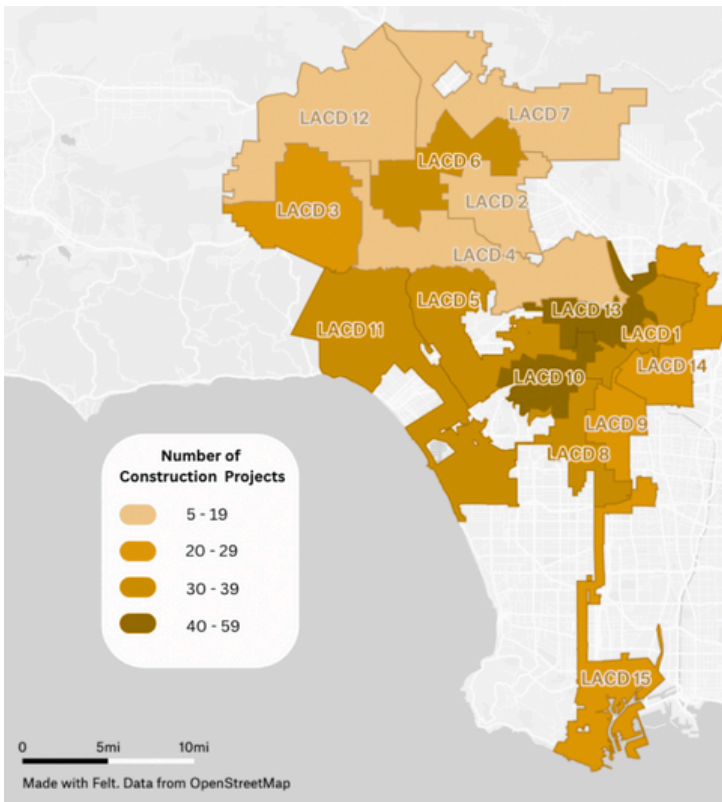 LACD 12
LACD 7
LACD 6
LACD 2
LACD 3
LACD 4
LACD 5
LACD 13
LACD 11
LACD 1
LACD 14
LACD 10
LACD 9
LACD 8
Number of
Construction Projects
5 - 19
20 - 29
30 - 39
40 - 59
LACD 15
0 5mi 10mi
Made with Felt. Data from OpenStreetMap